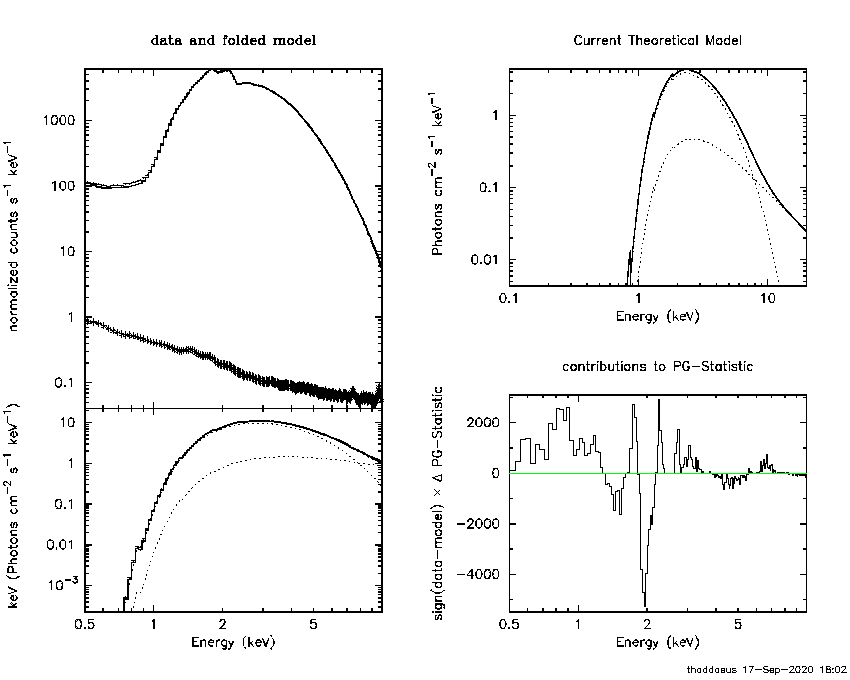 data and folded model
normalized counts s⁻¹ keV⁻¹
1000
100
10
1
0.1
keV (Photons cm⁻² s⁻¹ keV⁻¹)
10
1
0.1
0.01
10⁻³
0.5 1 2 5
Energy (keV)
Current Theoretical Model
Photons cm⁻² s⁻¹ keV⁻¹
1
0.1
0.01
0.1 1 10
Energy (keV)
contributions to PG-Statistic
sign(data-model) × Δ PG-Statistic
2000
0
-2000
-4000
0.5 1 2 5
Energy (keV)
thaddaeus 17-Sep-2020 18:02